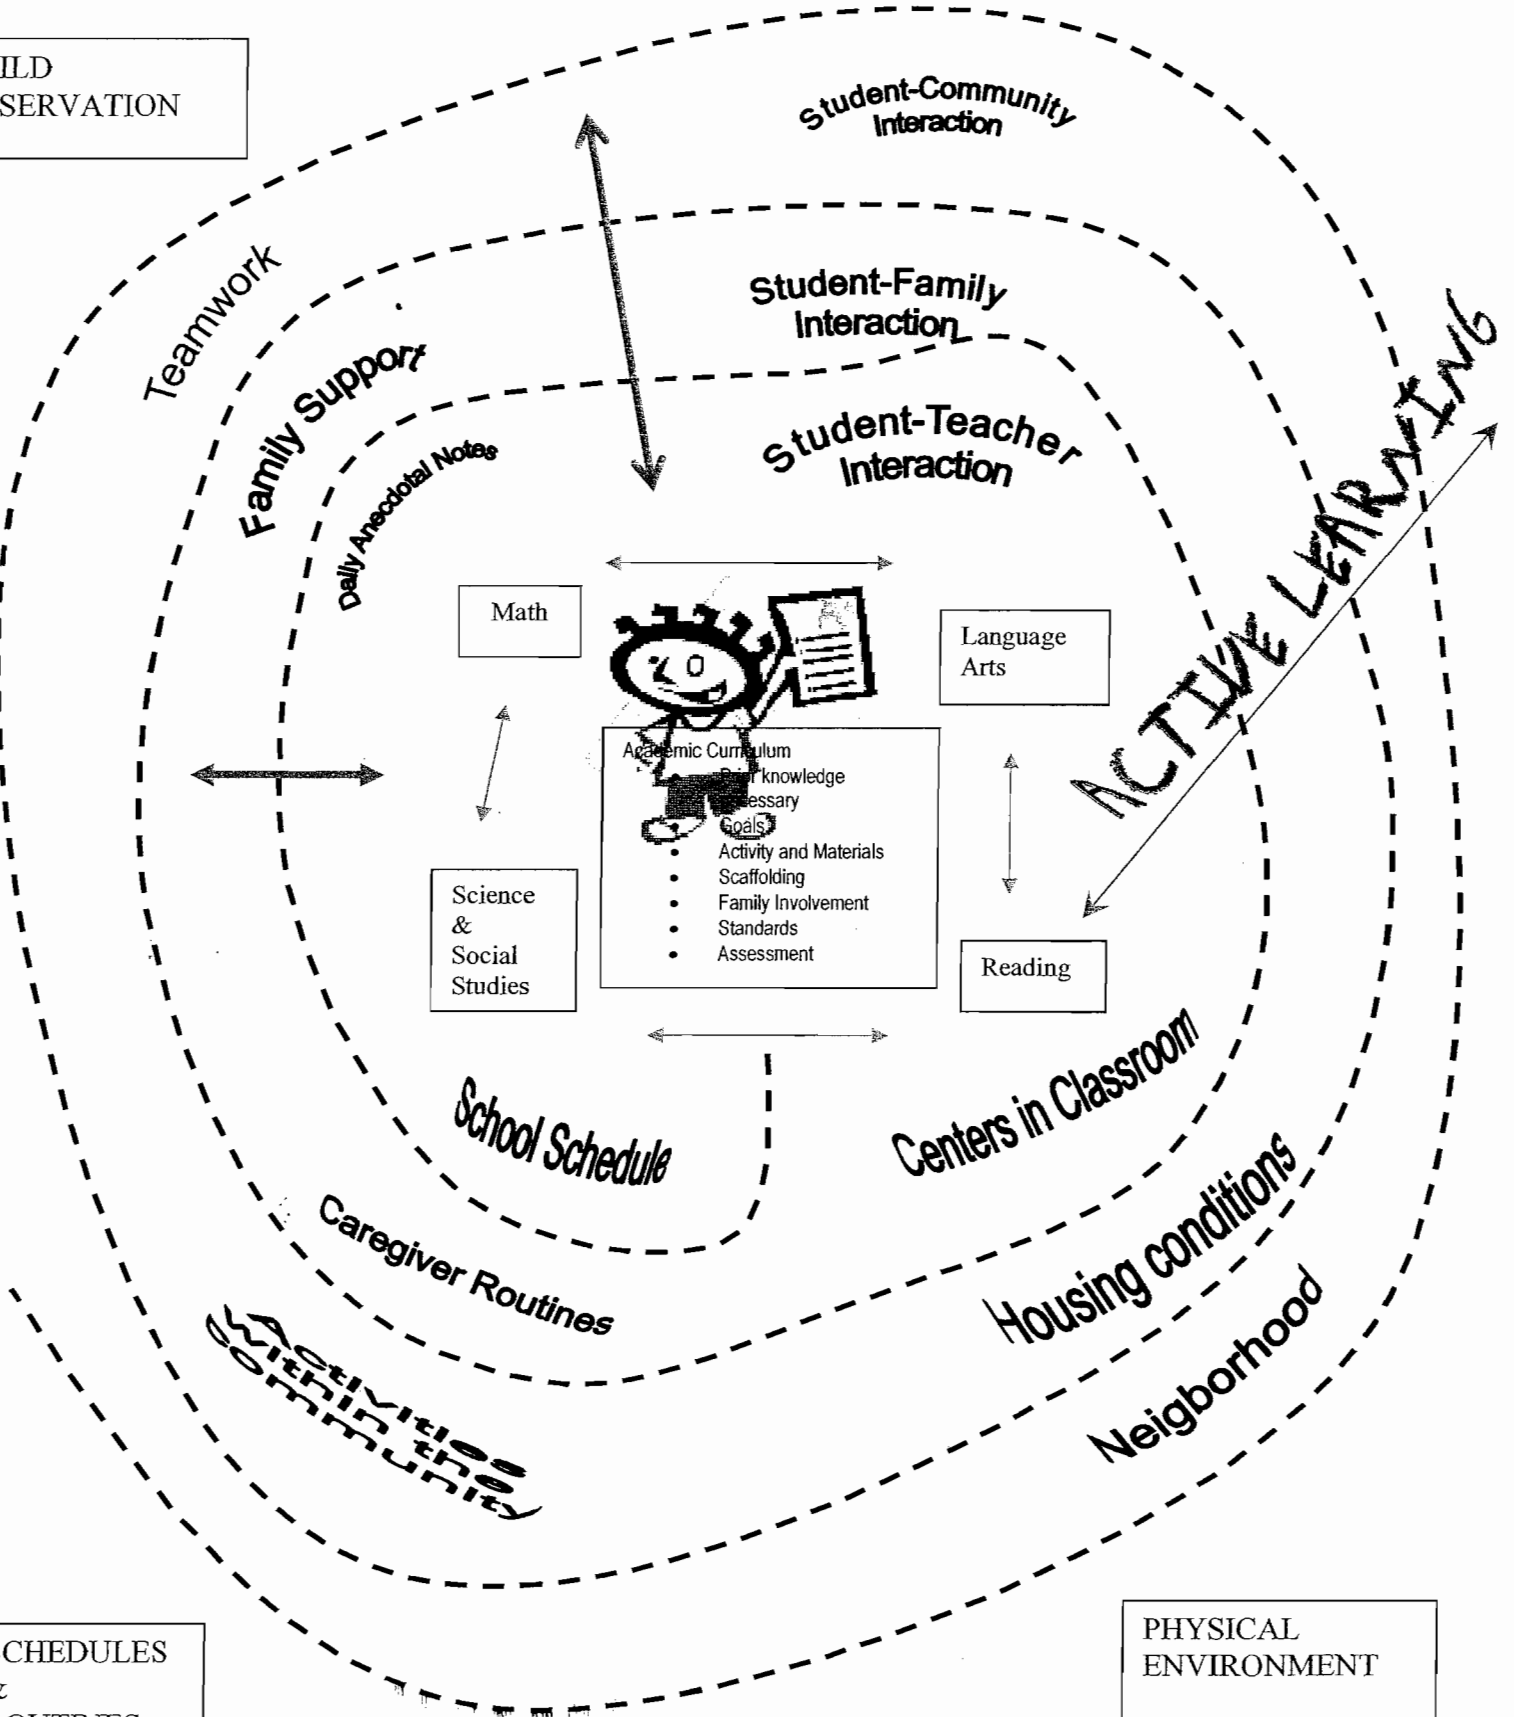 ILD
SERVATION
Student-Community
Interaction
Teamwork
Student-Family
Interaction
Family Support
Student-Teacher
Interaction
Daily Anecdotal Notes
ACTIVE LEARNING
Math
Language
Arts
Academic Curriculum
Prior knowledge
Goals
• Activity and Materials
• Scaffolding
• Family Involvement
• Standards
• Assessment
Science
&
Social
Studies
Reading
School Schedule
Centers in Classroom
Caregiver Routines
Housing conditions
Activities
within the
community
Neigborhood
CHEDULES
&
PHYSICAL
ENVIRONMENT